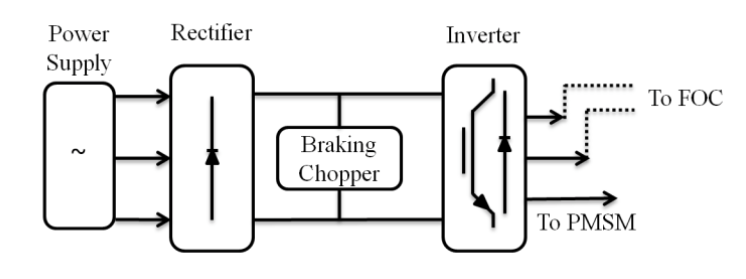 Power
Supply
Rectifier
Inverter
To FOC
~
Braking
Chopper
To PMSM